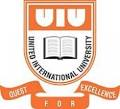 UIU
UNITED INTERNATIONAL UNIVERSITY
QUEST FOR EXCELLENCE